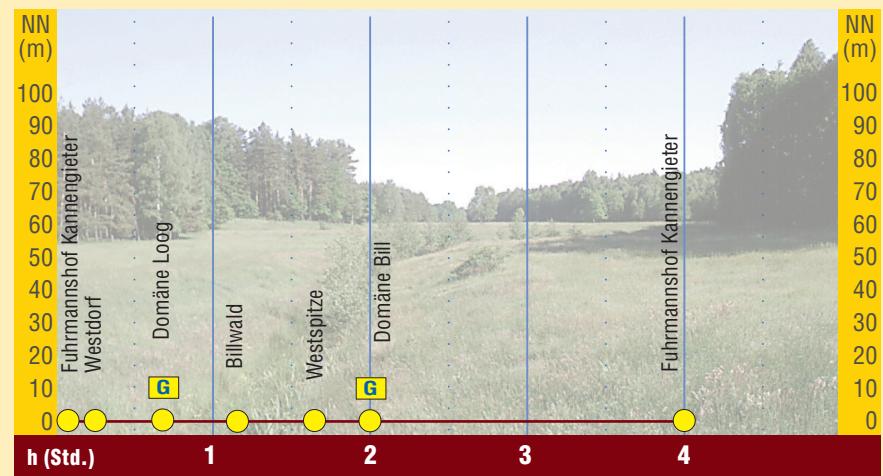 NN
(m)
100
90
80
70
60
50
40
30
20
10
0
Fuhrmannshof Kannengieter
Westdorf
Domäne Loog
G
Billwald
Westspitze
Domäne Bill
G
Fuhrmannshof Kannengieter
NN
(m)
100
90
80
70
60
50
40
30
20
10
0
h (Std.) 1 2 3 4